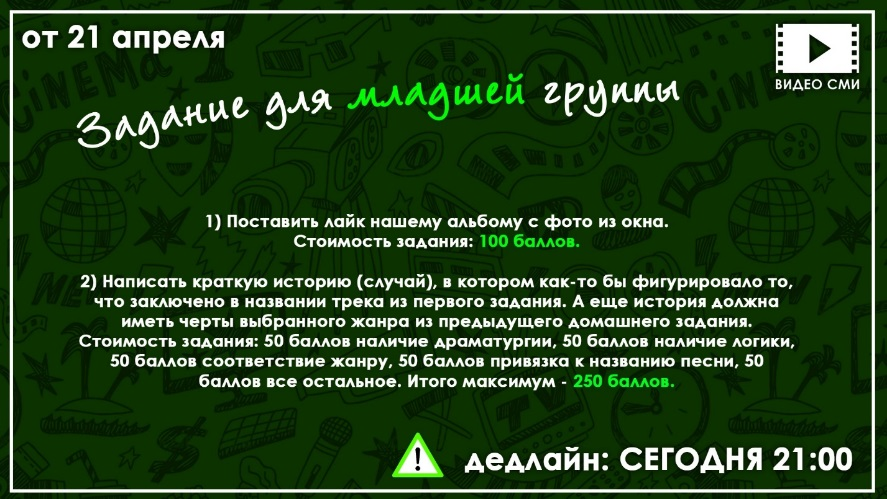 от 21 апреля
ВИДЕО СМИ
Задание для младшей группы
1) Поставить лайк нашему альбому с фото из окна.
Стоимость задания: 100 баллов.
2) Написать краткую историю (случай), в котором как-то бы фигурировало то,
что заключено в названии трека из первого задания. А еще история должна
иметь черты выбранного жанра из предыдущего домашнего задания.
Стоимость задания: 50 баллов наличие драматургии, 50 баллов наличие логики,
50 баллов соответствие жанру, 50 баллов привязка к названию песни, 50
баллов все остальное. Итого максимум - 250 баллов.
! дедлайн: СЕГОДНЯ 21:00